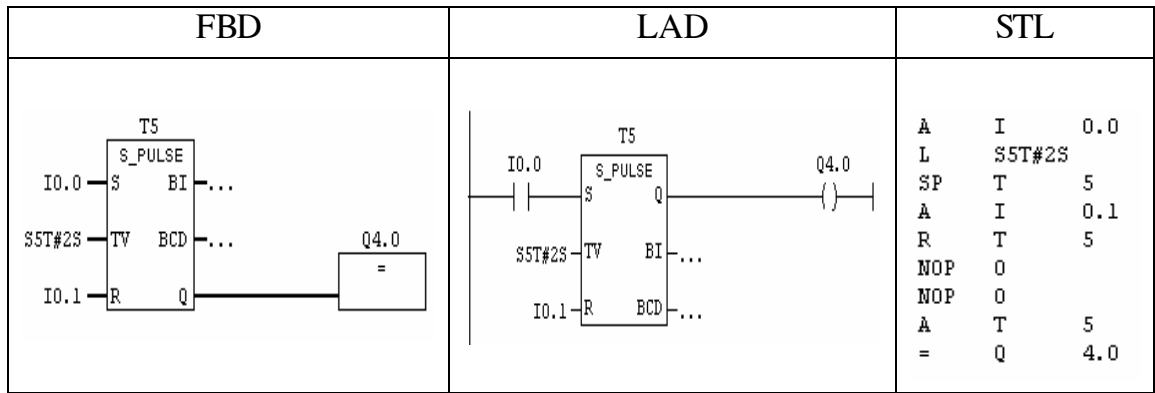 FBD
LAD
STL
T5
S_PULSE
I0.0 S BI ...
S5T#2S TV BCD ... Q4.0
=
I0.1 R Q
T5
I0.0 S_PULSE Q4.0
S Q
S5T#2S TV BI ...
I0.1 R BCD ...
A I 0.0
L S5T#2S
SP T 5
A I 0.1
R T 5
NOP 0
NOP 0
A T 5
= Q 4.0